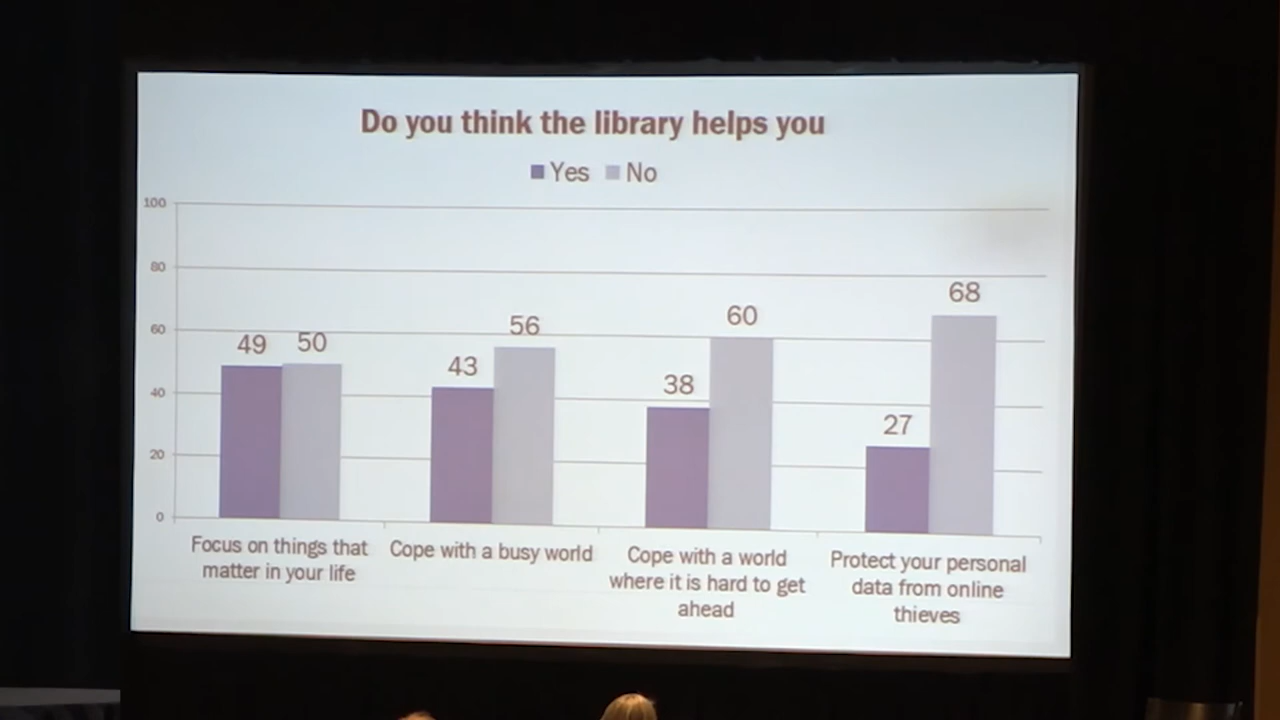 Do you think the library helps you
Yes No
100
80
60
40
20
0
49 50
43 56
38 60
27 68
Focus on things that
matter in your life
Cope with a busy world
Cope with a world
where it is hard to get
ahead
Protect your personal
data from online
thieves